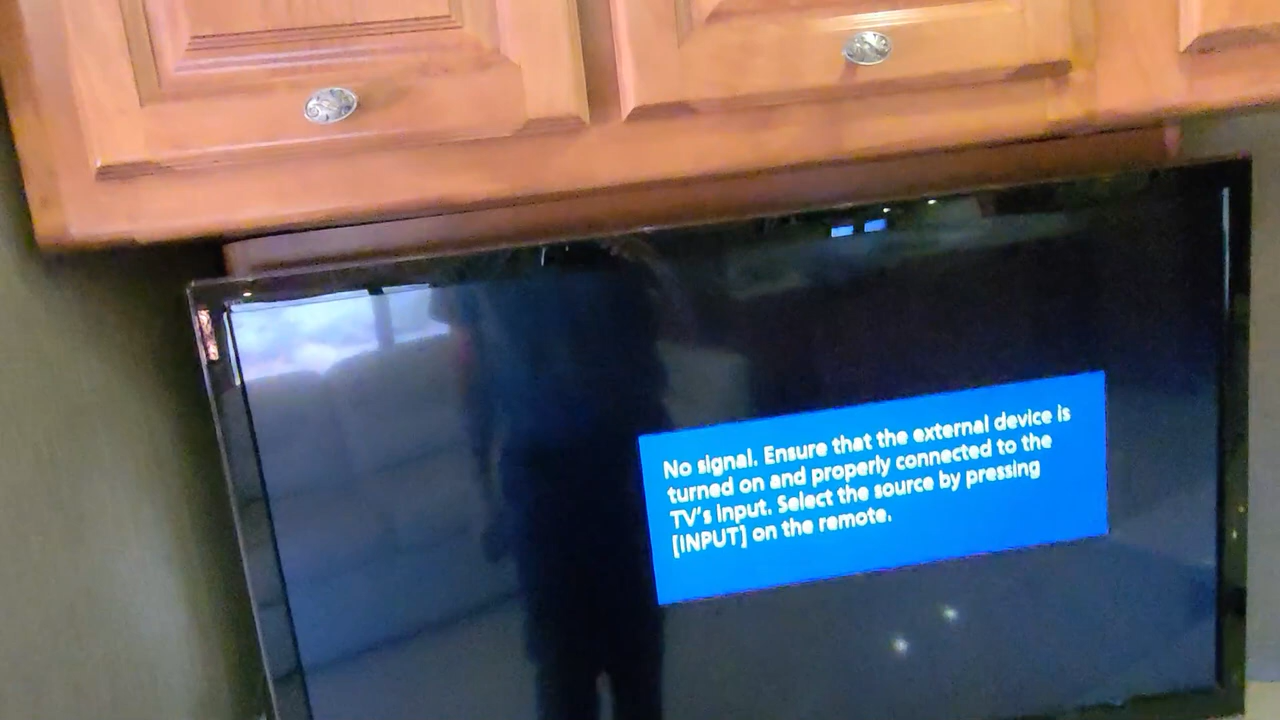 No signal. Ensure that the external device is
turned on and properly connected to the
TV's input. Select the source by pressing
[INPUT] on the remote.